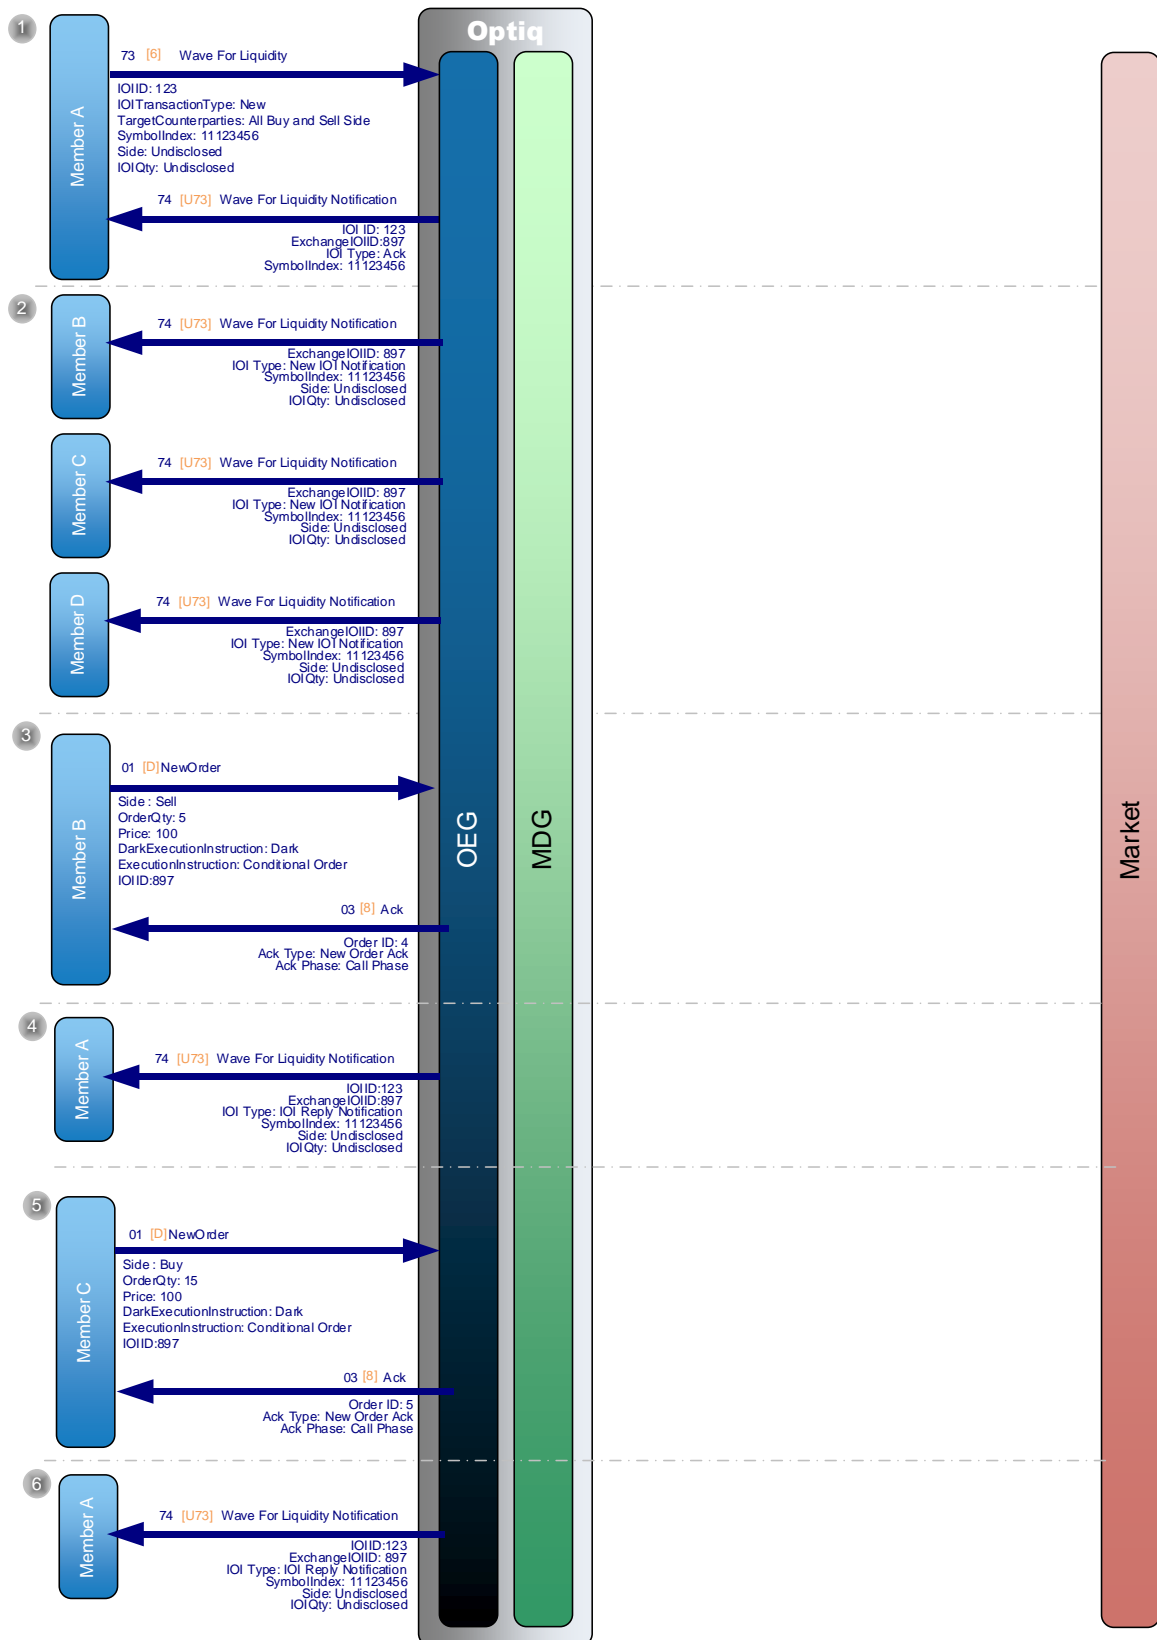 Optiq
1
Member A
73 [6] Wave For Liquidity
IOIID: 123
IOITransactionType: New
TargetCounterparties: All Buy and Sell Side
SymbolIndex: 11123456
Side: Undisclosed
IOIQty: Undisclosed
74 [U73] Wave For Liquidity Notification
IOI ID: 123
ExchangeIOIID:897
IOI Type: Ack
SymbolIndex: 11123456
2
Member B
74 [U73] Wave For Liquidity Notification
ExchangeIOIID: 897
IOI Type: New IOI Notification
SymbolIndex: 11123456
Side: Undisclosed
IOIQty: Undisclosed
Member C
74 [U73] Wave For Liquidity Notification
ExchangeIOIID: 897
IOI Type: New IOI Notification
SymbolIndex: 11123456
Side: Undisclosed
IOIQty: Undisclosed
Member D
74 [U73] Wave For Liquidity Notification
ExchangeIOIID: 897
IOI Type: New IOI Notification
SymbolIndex: 11123456
Side: Undisclosed
IOIQty: Undisclosed
3
Member B
01 [D] NewOrder
Side : Sell
OrderQty: 5
Price: 100
DarkExecutionInstruction: Dark
ExecutionInstruction: Conditional Order
IOIID:897
03 [8] Ack
Order ID: 4
Ack Type: New Order Ack
Ack Phase: Call Phase
OEG
MDG
Market
4
Member A
74 [U73] Wave For Liquidity Notification
IOIID:123
ExchangeIOIID:897
IOI Type: IOI Reply Notification
SymbolIndex: 11123456
Side: Undisclosed
IOIQty: Undisclosed
5
Member C
01 [D] NewOrder
Side : Buy
OrderQty: 15
Price: 100
DarkExecutionInstruction: Dark
ExecutionInstruction: Conditional Order
IOIID:897
03 [8] Ack
Order ID: 5
Ack Type: New Order Ack
Ack Phase: Call Phase
6
Member A
74 [U73] Wave For Liquidity Notification
IOIID:123
ExchangeIOIID: 897
IOI Type: IOI Reply Notification
SymbolIndex: 11123456
Side: Undisclosed
IOIQty: Undisclosed